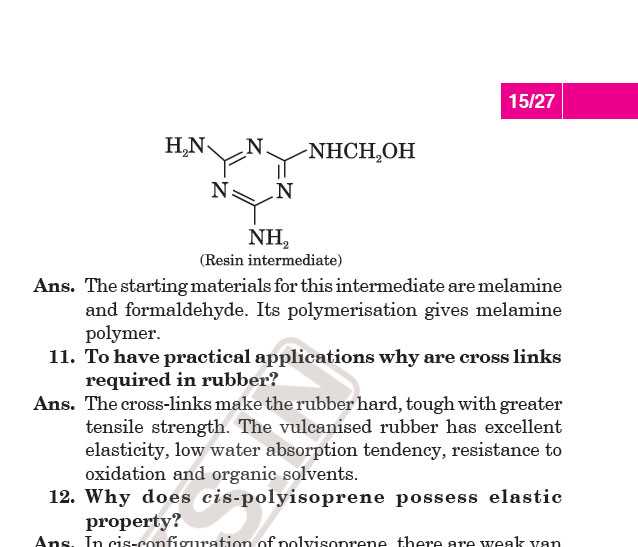 15/27
H₂N N NHCH₂OH
N N
NH₂
(Resin intermediate)
Ans. The starting materials for this intermediate are melamine
and formaldehyde. Its polymerisation gives melamine
polymer.
11. To have practical applications why are cross links
required in rubber?
Ans. The cross-links make the rubber hard, tough with greater
tensile strength. The vulcanised rubber has excellent
elasticity, low water absorption tendency, resistance to
oxidation and organic solvents.
12. Why does cis-polyisoprene possess elastic
property?
Ans. In cis-configuration of polyisoprene, there are weak van